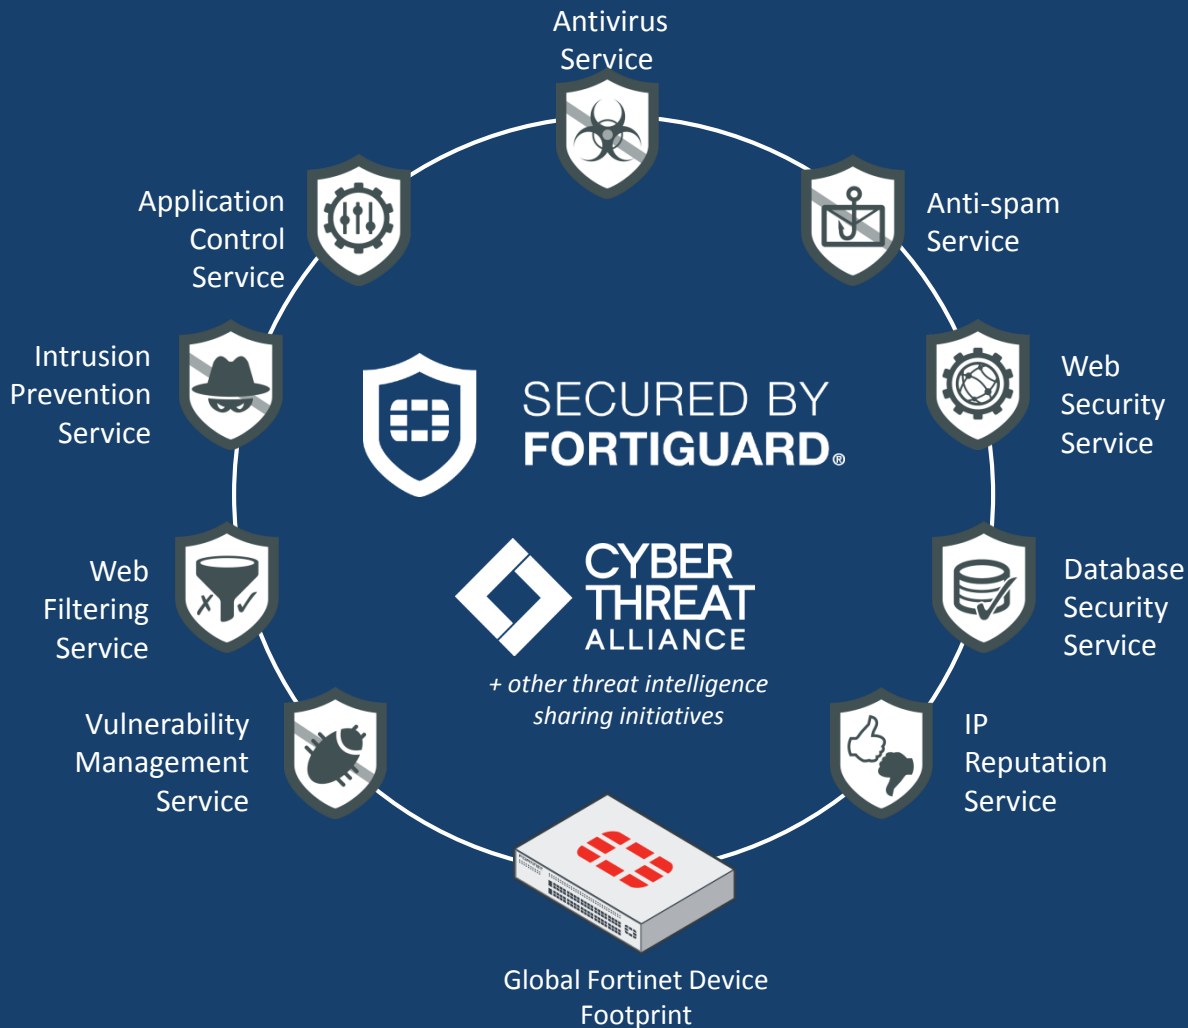 Antivirus
Service
Application
Control
Service
Anti-spam
Service
Intrusion
Prevention
Service
Web
Security
Service
SECURED BY
FORTIGUARD®
Web
Filtering
Service
CYBER
THREAT
ALLIANCE
+ other threat intelligence
sharing initiatives
Database
Security
Service
Vulnerability
Management
Service
IP
Reputation
Service
Global Fortinet Device
Footprint